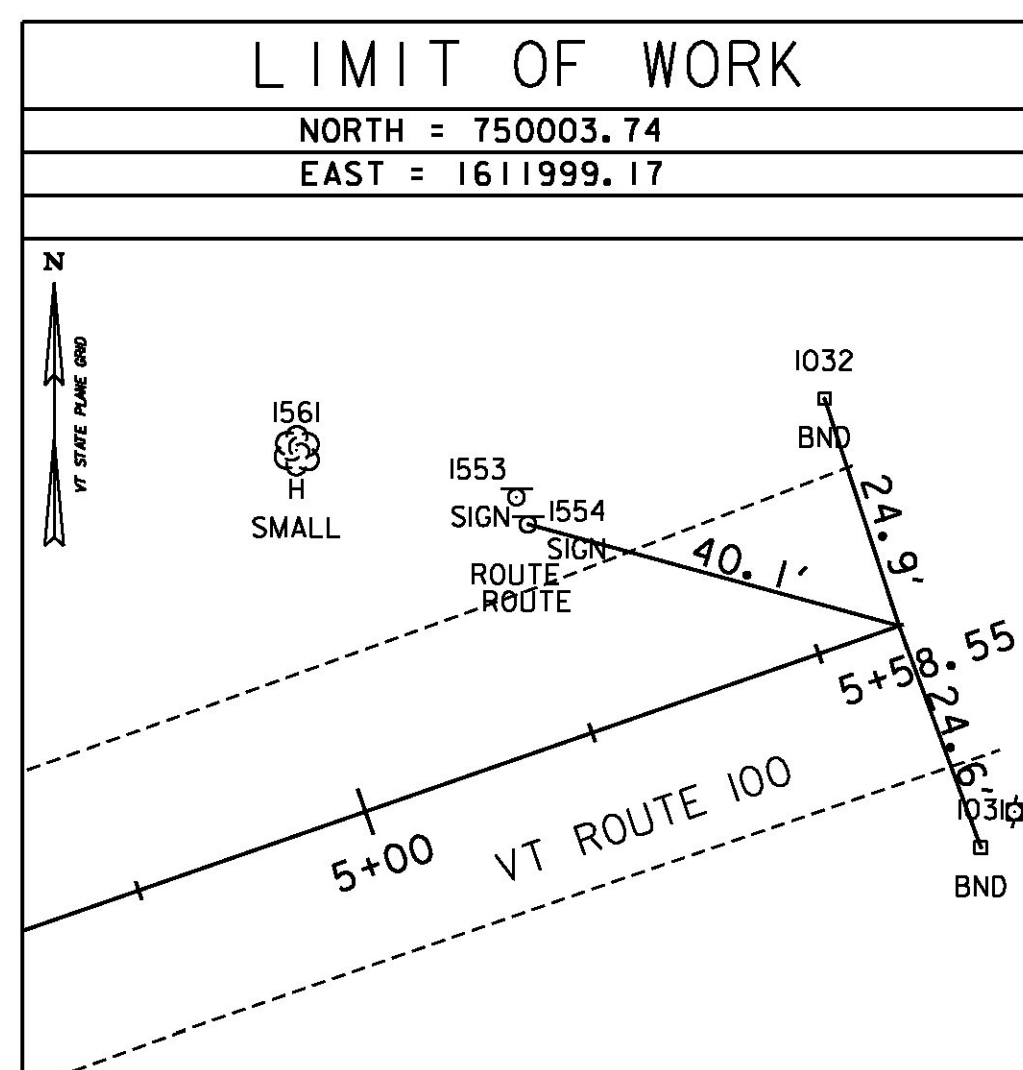 LIMIT OF WORK
NORTH = 750003.74
EAST = 1611999.17
N
VT STATE PLANE GRID
1032
BND
1561
H
SMALL
1553
SIGN
1554
SIGN
ROUTE
ROUTE
24.9'
40.1'
5+58.55
24.6'
VT ROUTE 100
5+00
1031
BND